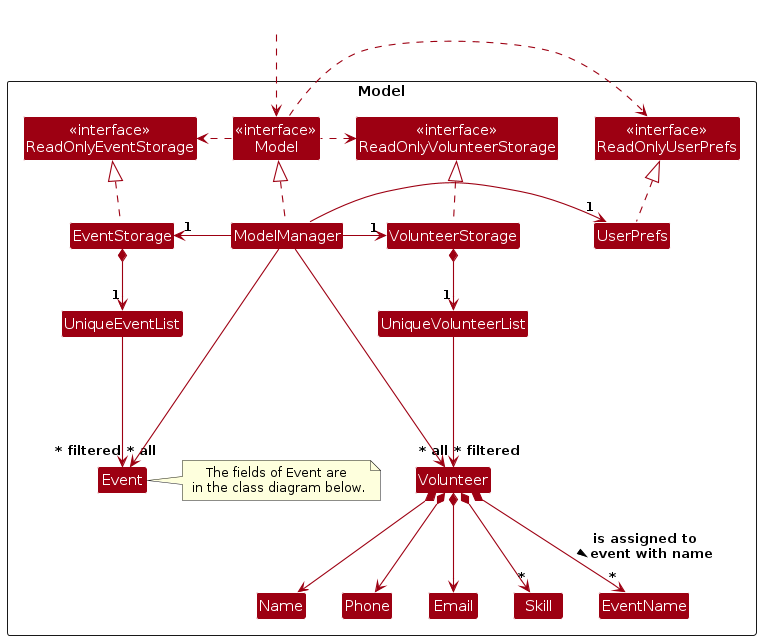 Model
«interface»
ReadOnlyEventStorage
«interface»
Model
«interface»
ReadOnlyVolunteerStorage
«interface»
ReadOnlyUserPrefs
1
EventStorage
1
ModelManager
1
VolunteerStorage
1
UserPrefs
1
UniqueEventList
1
UniqueVolunteerList
* filtered
* all
* all
* filtered
Event
The fields of Event are
in the class diagram below.
Volunteer
is assigned to
event with name
*
*
Name
Phone
Email
Skill
EventName